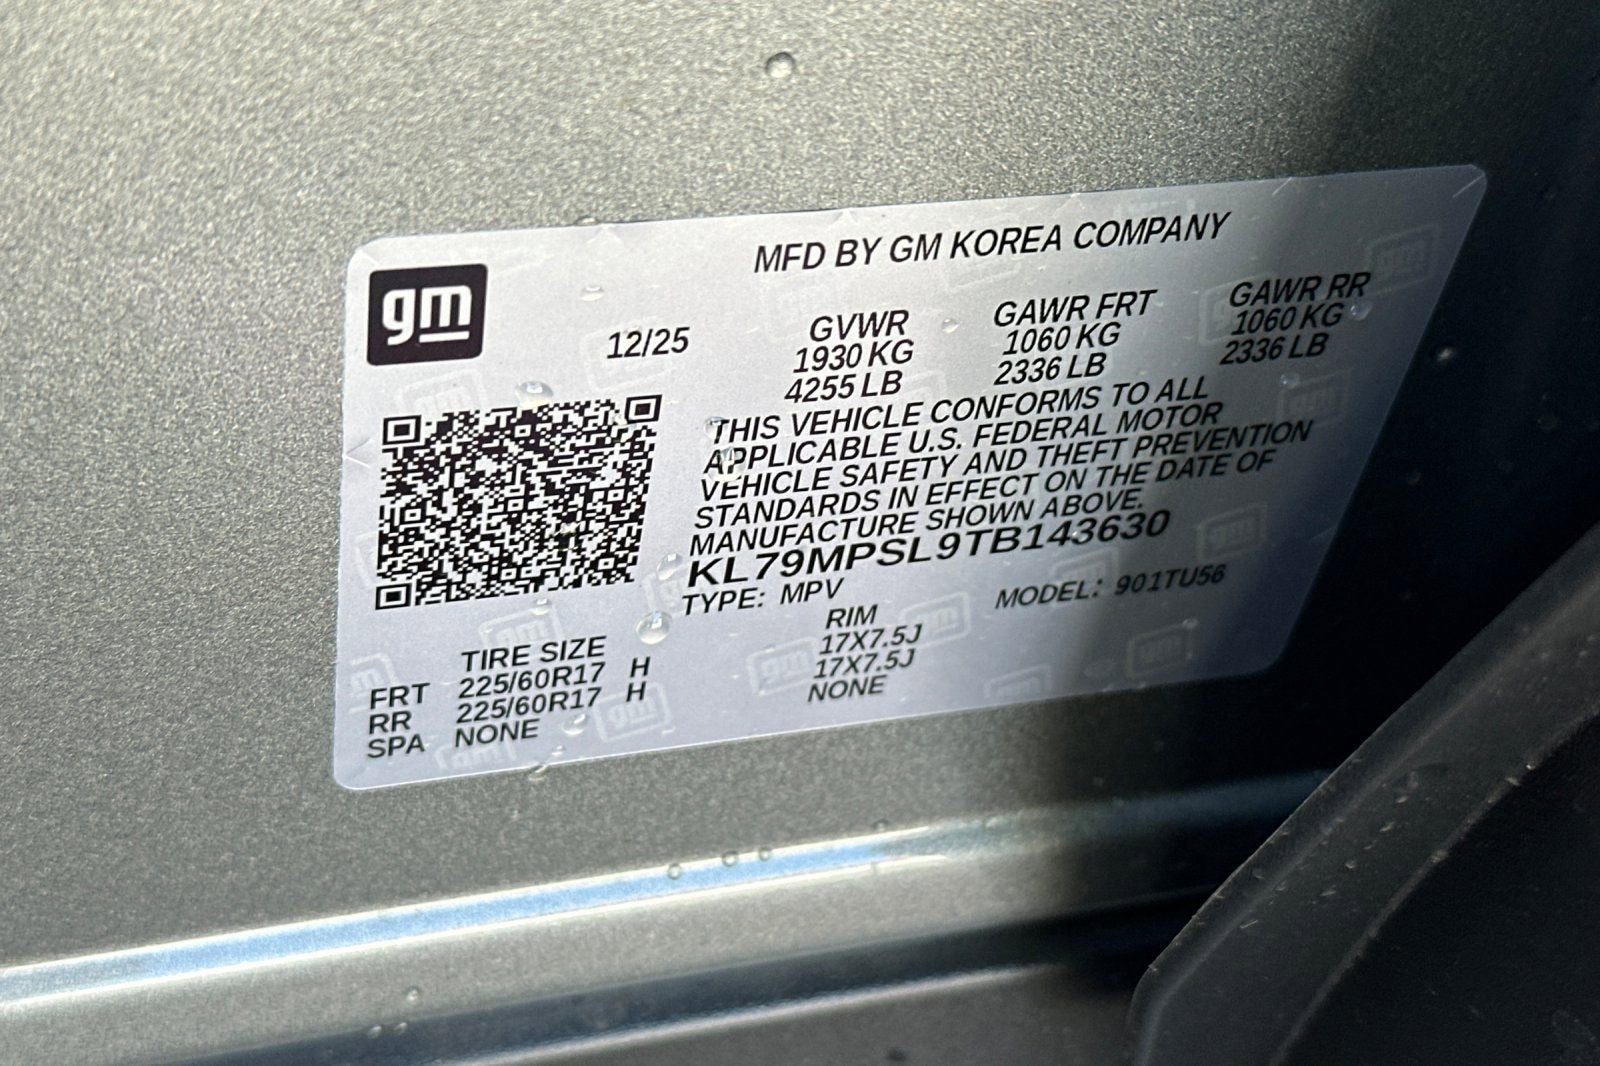 MFD BY GM KOREA COMPANY
gm
12/25
GVWR GAWR FRT GAWR RR
1930 KG 1060 KG 1060 KG
4255 LB 2336 LB 2336 LB
THIS VEHICLE CONFORMS TO ALL
APPLICABLE U.S. FEDERAL MOTOR
VEHICLE SAFETY AND THEFT PREVENTION
STANDARDS IN EFFECT ON THE DATE OF
MANUFACTURE SHOWN ABOVE.
KL79MPSL9TB143630
TYPE: MPV MODEL: 901TU56
TIRE SIZE RIM
FRT 225/60R17 H 17X7.5J
RR 225/60R17 H 17X7.5J
SPA NONE NONE